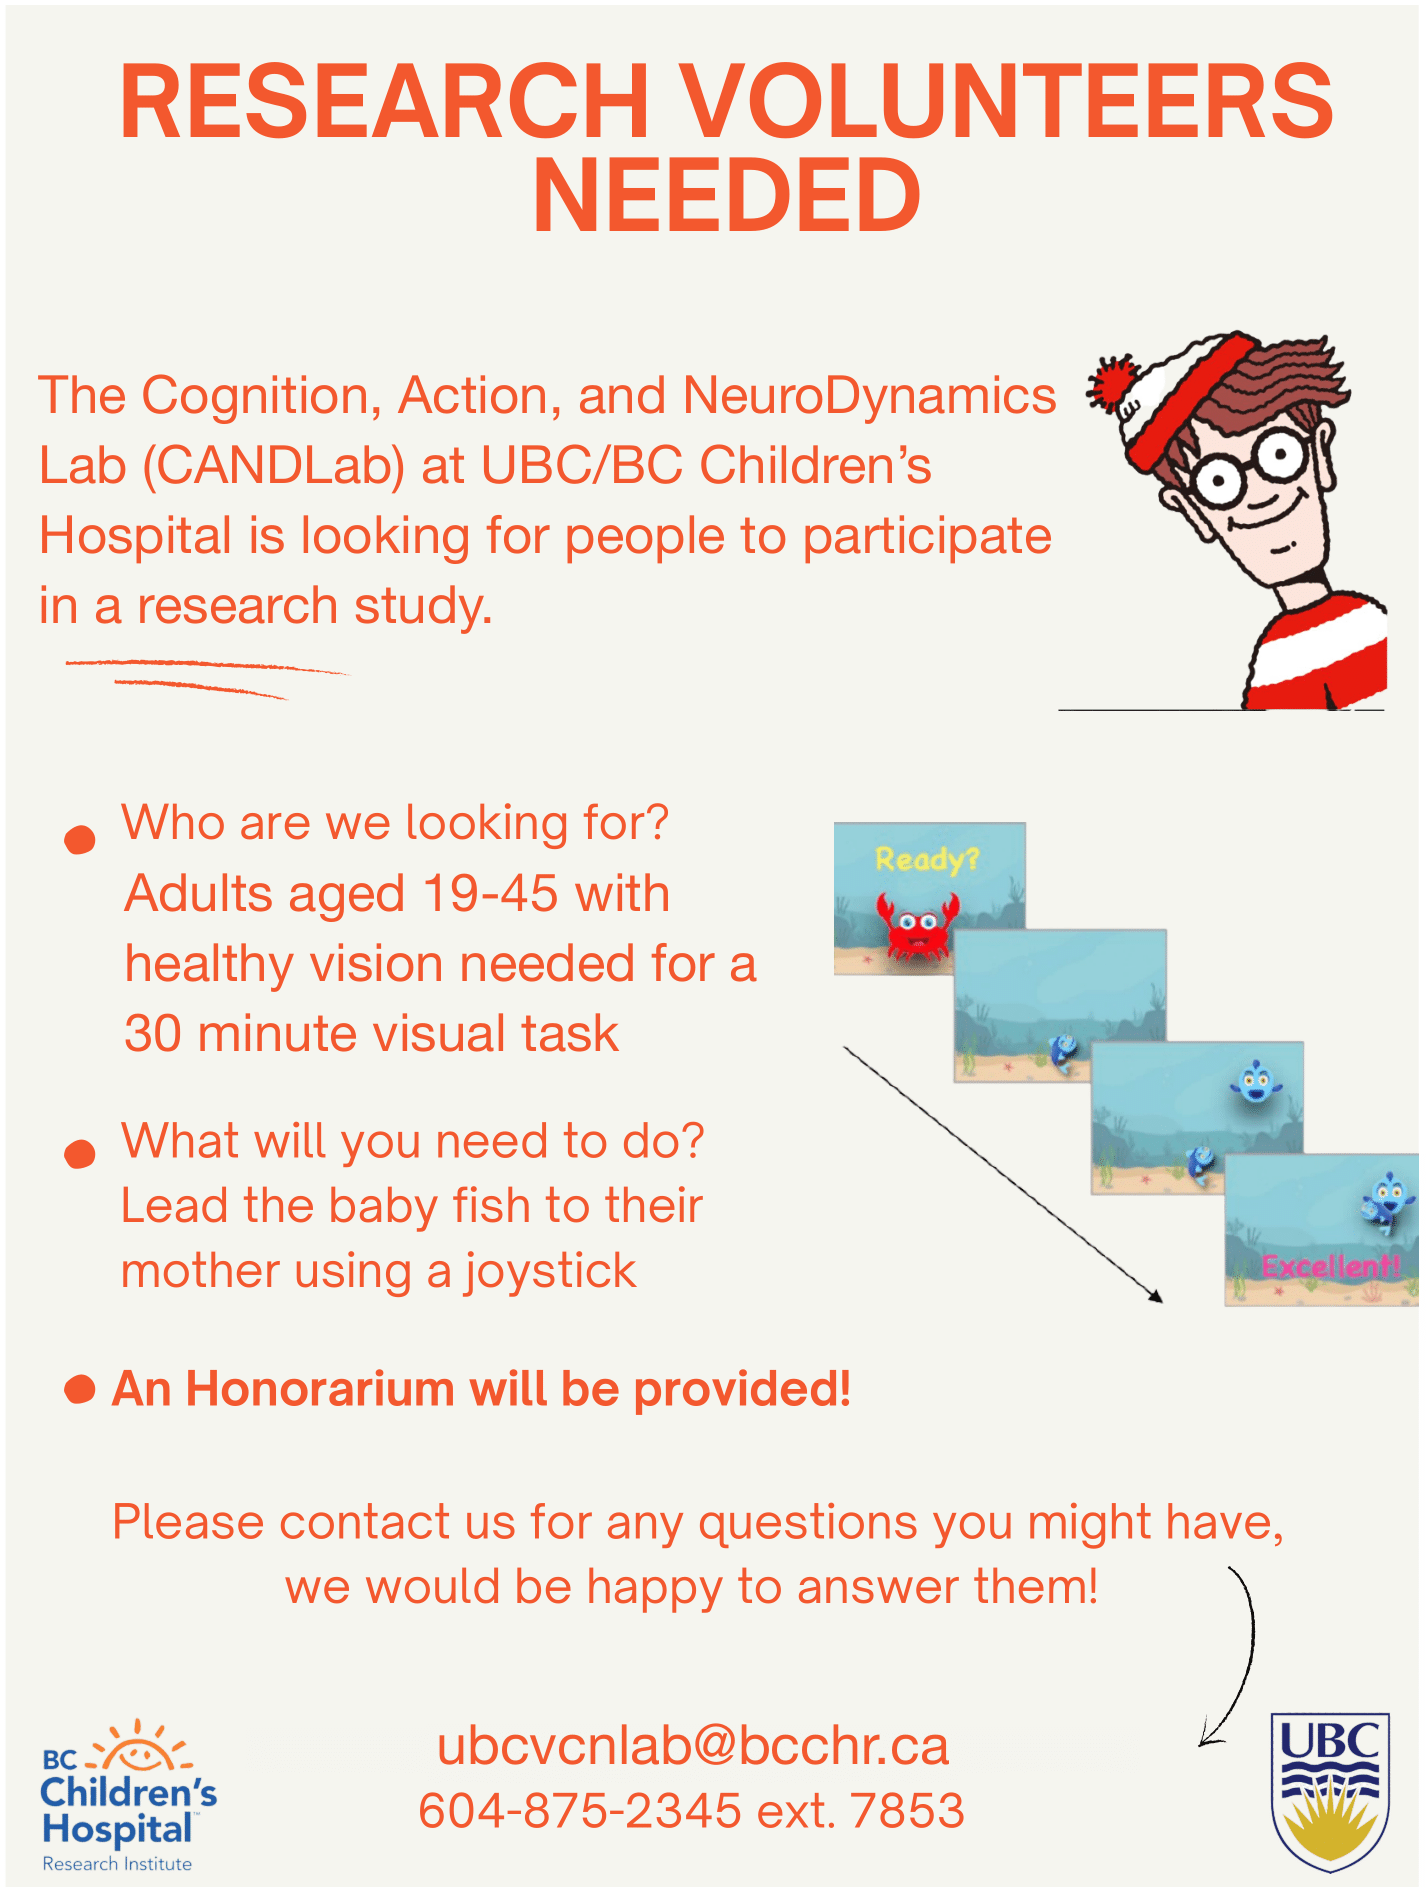 RESEARCH VOLUNTEERS
NEEDED
The Cognition, Action, and NeuroDynamics
Lab (CANDLab) at UBC/BC Children’s
Hospital is looking for people to participate
in a research study.
Who are we looking for?
Adults aged 19-45 with
healthy vision needed for a
30 minute visual task
Ready?
What will you need to do?
Lead the baby fish to their
mother using a joystick
Excellent!
An Honorarium will be provided!
Please contact us for any questions you might have,
we would be happy to answer them!
ubcvcnlab@bcchr.ca
604-875-2345 ext. 7853
BC
Children’s
Hospital™
Research Institute
UBC